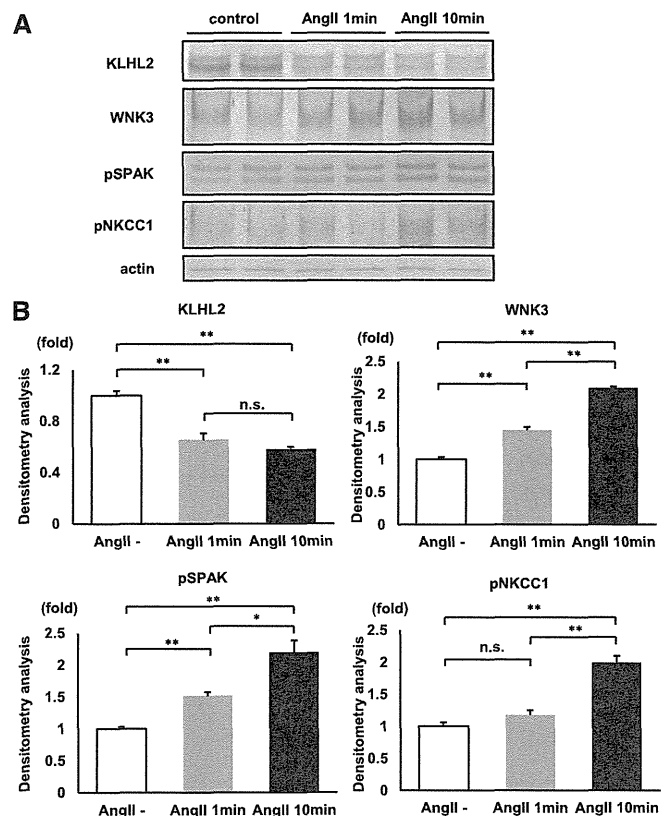 A
control AngII 1min AngII 10min
KLHL2
WNK3
pSPAK
pNKCC1
actin
B
KLHL2
(fold)
**
**
n.s.
Densitometry analysis
1.2
0.8
0.4
0
AngII - AngII 1min AngII 10min
WNK3
(fold)
**
**
**
Densitometry analysis
2.5
2
1.5
1
0.5
0
AngII - AngII 1min AngII 10min
pSPAK
(fold)
**
*
**
Densitometry analysis
2.5
2
1.5
1
0.5
0
AngII - AngII 1min AngII 10min
pNKCC1
(fold)
**
**
n.s.
Densitometry analysis
2.5
2
1.5
1
0.5
0
AngII - AngII 1min AngII 10min